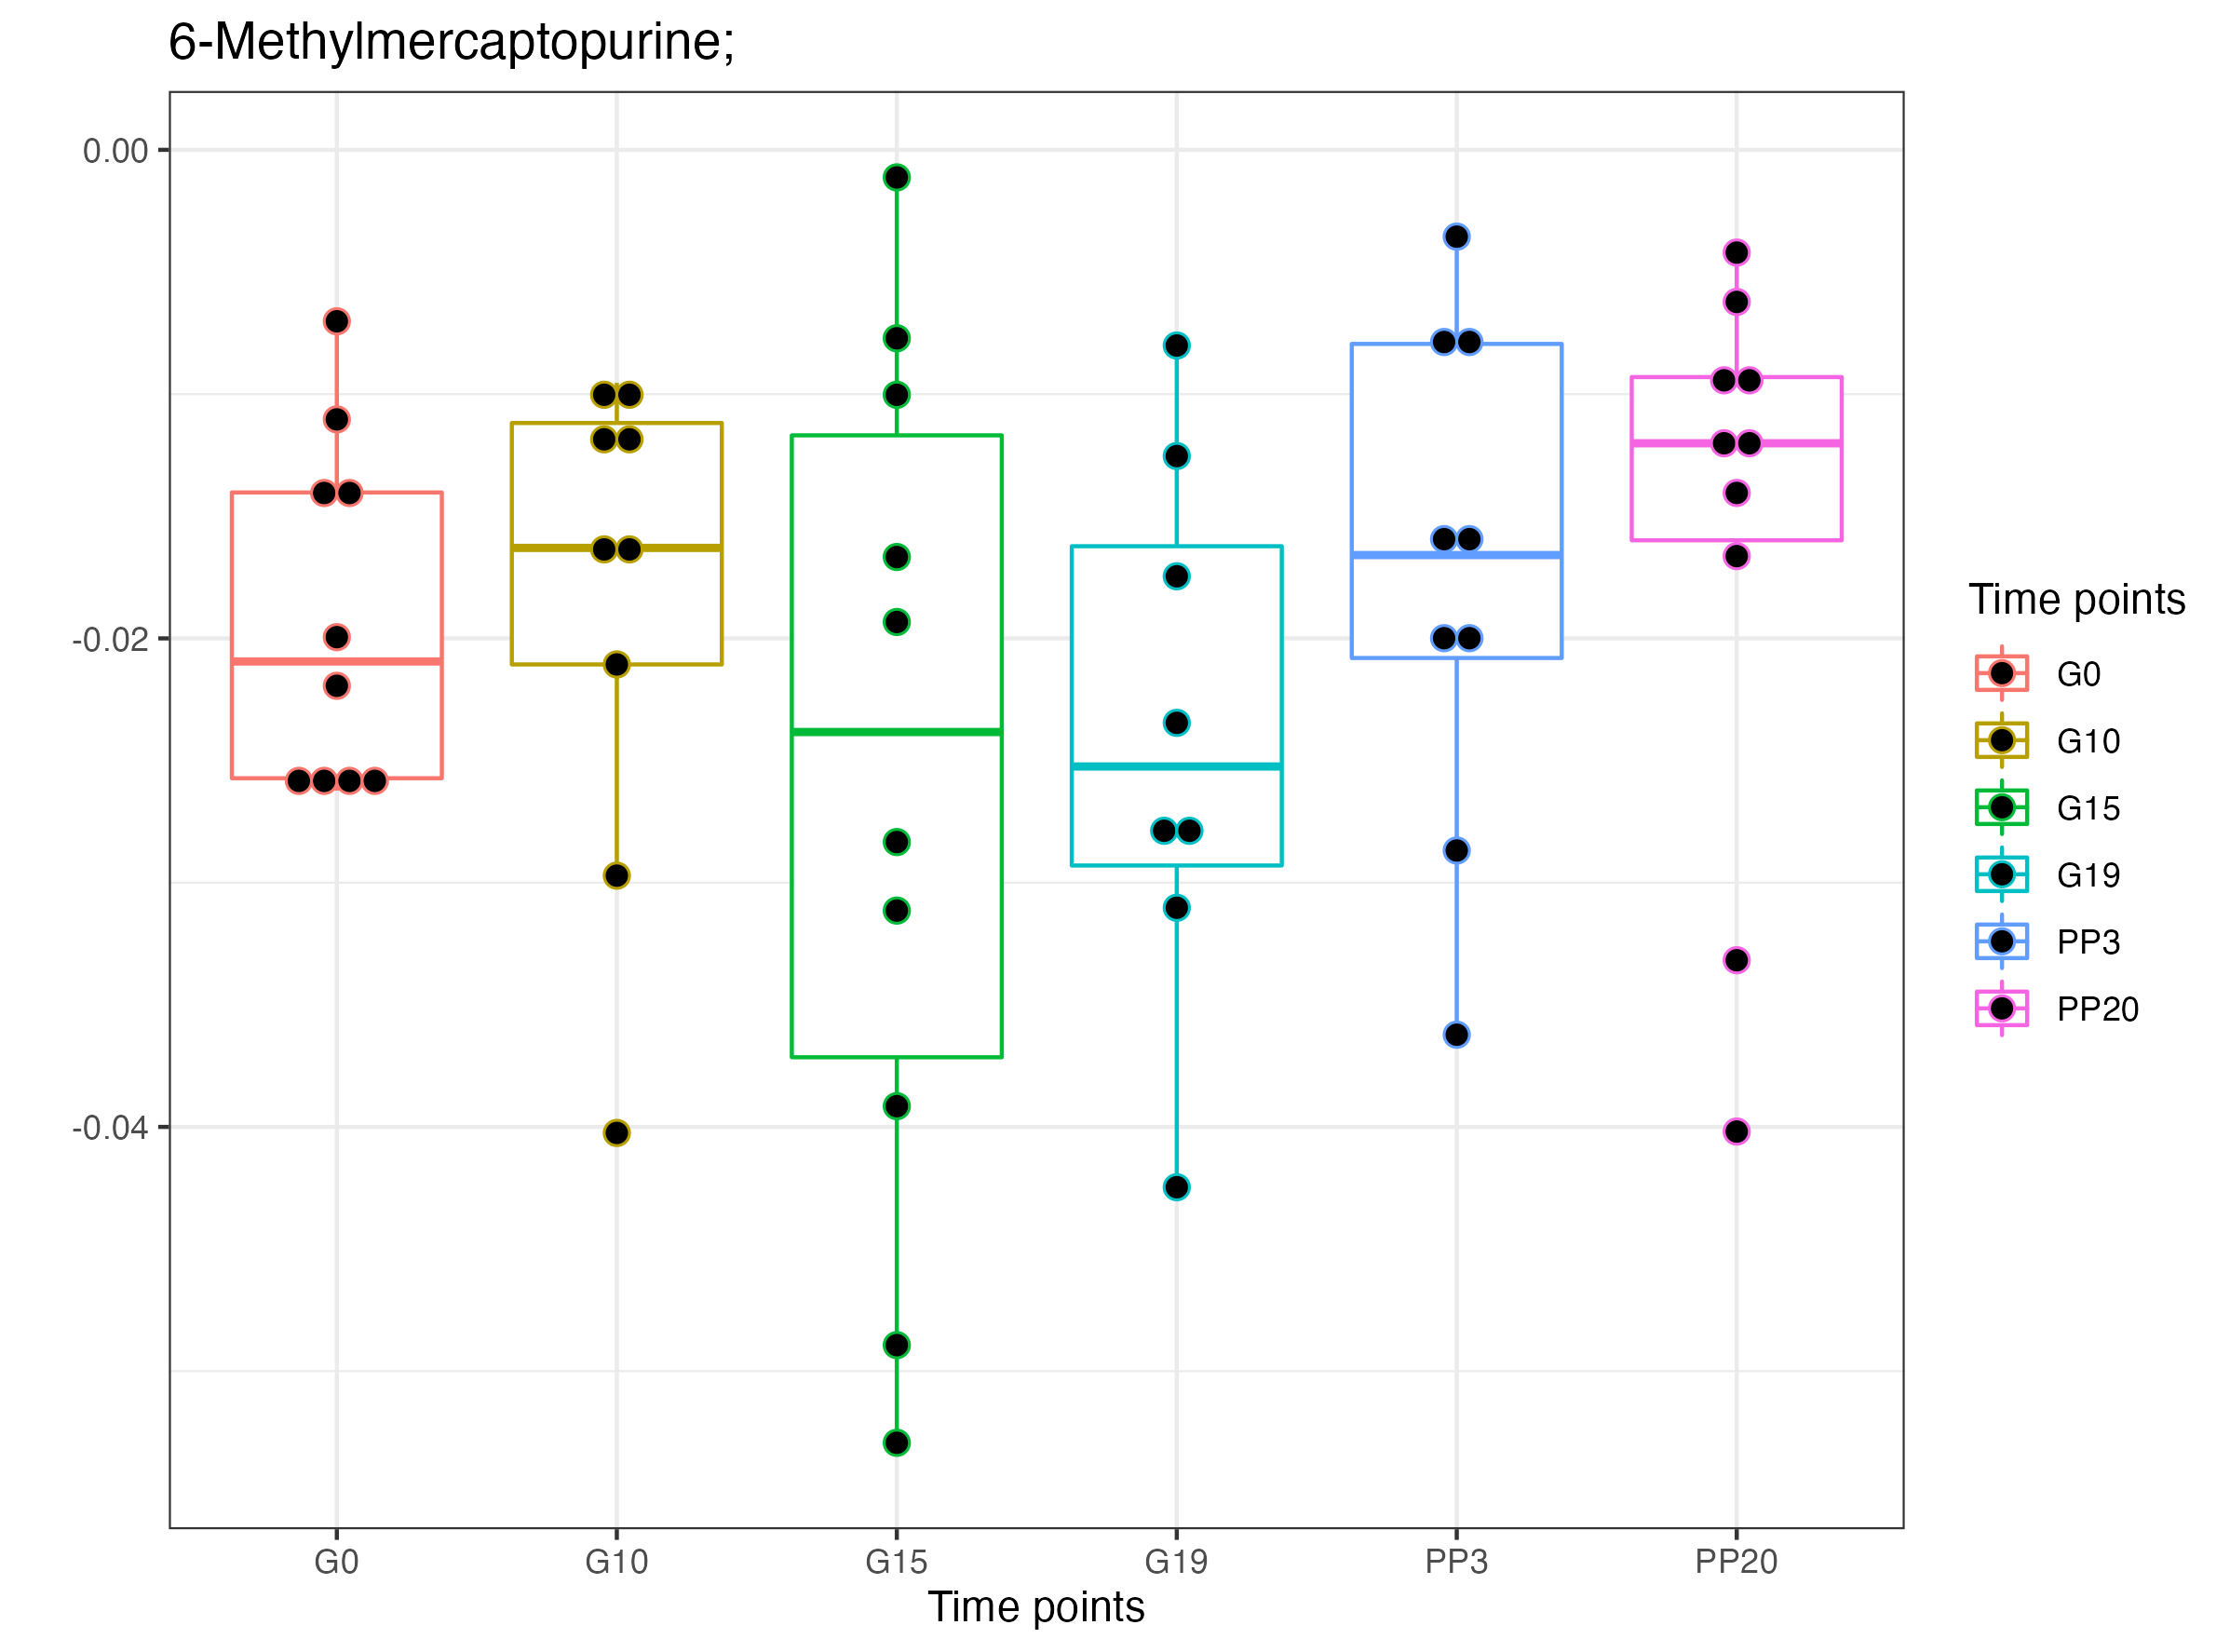 6-Methylmercaptopurine;
0.00
-0.02
-0.04
G0
G10
G15
G19
PP3
PP20
Time points
Time points
G0
G10
G15
G19
PP3
PP20